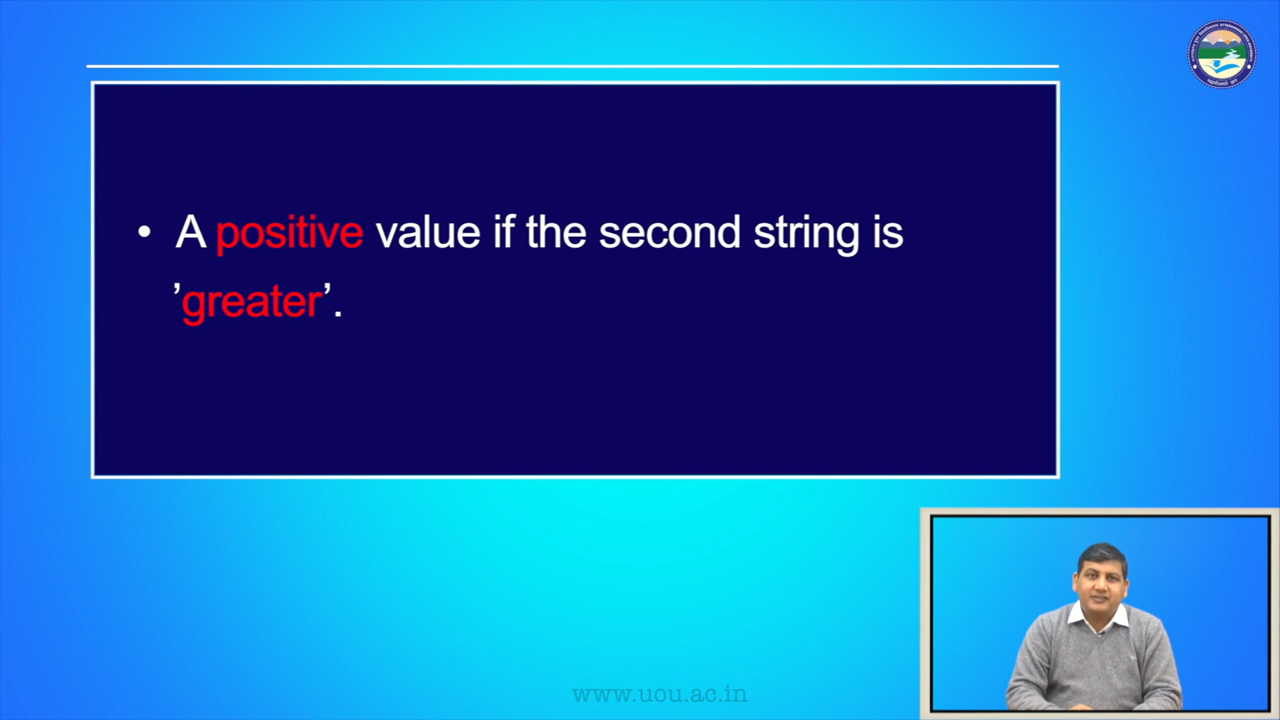 • A positive value if the second string is
’greater’.
www.uou.ac.in